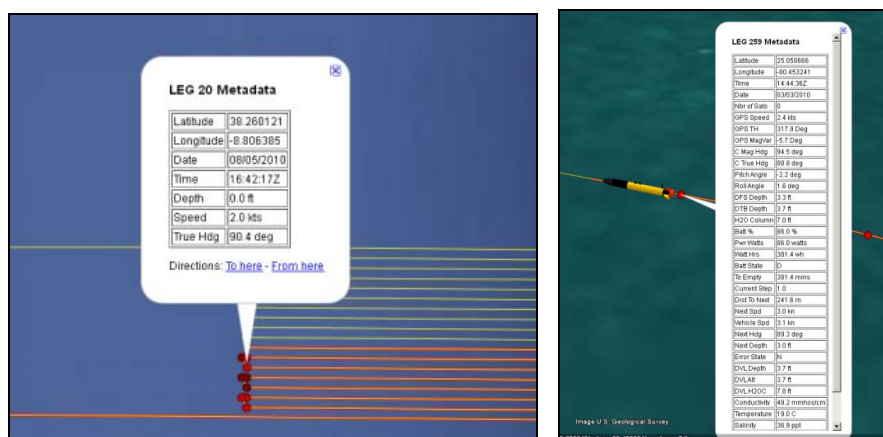 LEG 20 Metadata
Latitude 38.260121
Longitude -8.806385
Date 08/05/2010
Time 16:42:17Z
Depth 0.0 ft
Speed 2.0 kts
True Hdg 90.4 deg
Directions: To here - From here
LEG 259 Metadata
Latitude 25.058666
Longitude -80.453241
Time 14:44:36Z
Date 03/03/2010
Nbr of Sats 0
GPS Speed 2.4 kts
GPS TH 317.9 Deg
GPS MagVar -5.7 Deg
C Mag Hdg 94.5 deg
C True Hdg 88.8 deg
Pitch Angle -2.2 deg
Roll Angle 1.6 deg
DFS Depth 3.3 ft
DTB Depth 3.7 ft
H2O Column 7.0 ft
Batt % 86.0 %
Pwr Watts 86.0 watts
Watt Hrs 381.4 wh
Batt State D
To Empty 381.4 mins
Current Step 1.0
Dist To Next 241.6 m
Next Spd 3.0 kn
Vehicle Spd 3.1 kn
Next Hdg 89.3 deg
Next Depth 3.0 ft
Error State N
DVL Depth 3.7 ft
DVL Alt 3.7 ft
DVL H2OC 7.8 ft
Conductivity 49.2 mmhos/cm
Temperature 19.0 C
Salinity 36.9 ppt
Image U.S. Geological Survey